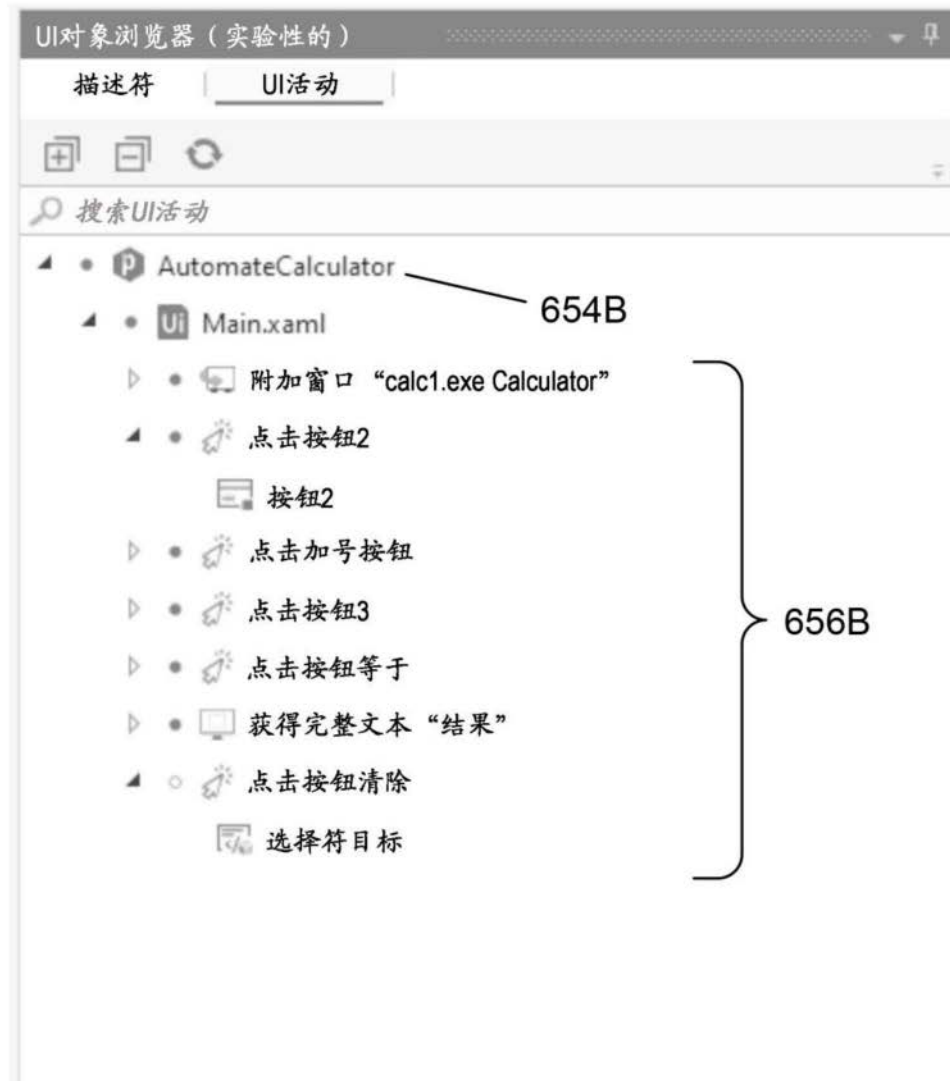 UI对象浏览器（实验性的）
描述符 UI活动
搜索UI活动
AutomateCalculator
654B
Main.xaml
附加窗口“calc1.exe Calculator”
点击按钮2
按钮2
点击加号按钮
点击按钮3
656B
点击按钮等于
获得完整文本“结果”
点击按钮清除
选择符目标